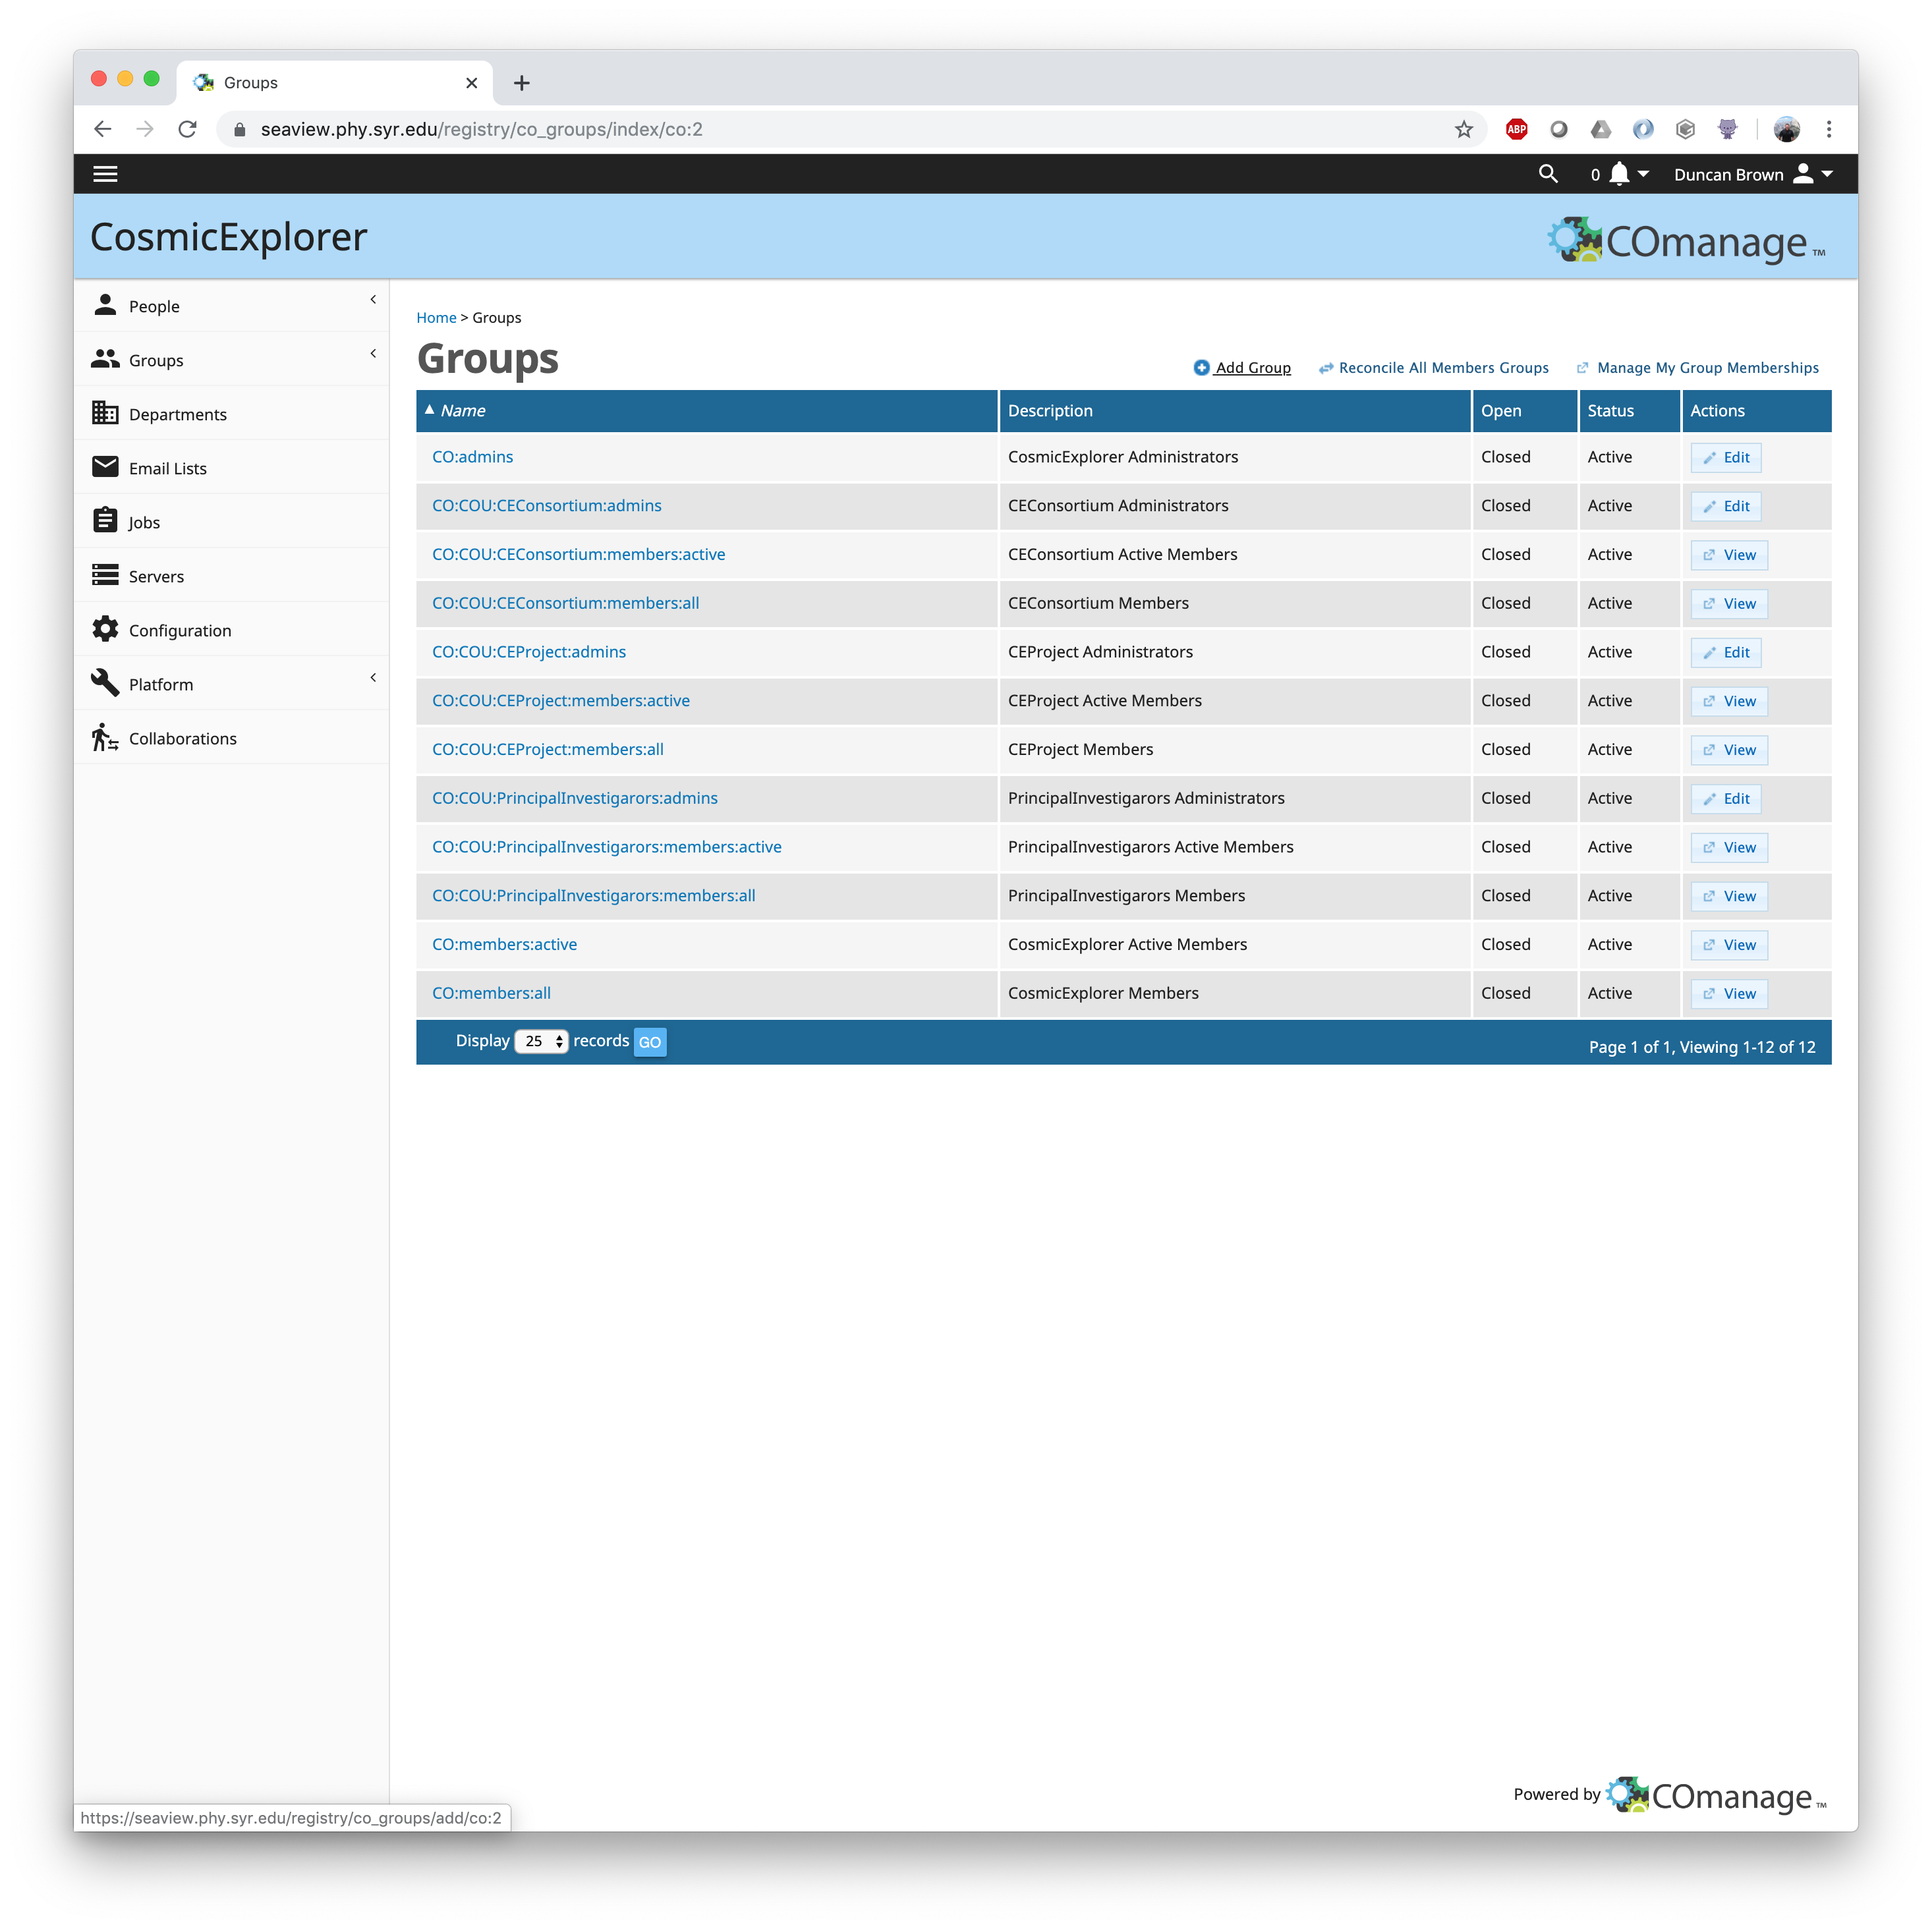 Groups
seaview.phy.syr.edu/registry/co_groups/index/co:2
ABP
0
Duncan Brown
CosmicExplorer
COmanage TM
People
Groups
Departments
Email Lists
Jobs
Servers
Configuration
Platform
Collaborations
Home > Groups
Groups
Add Group Reconcile All Members Groups Manage My Group Memberships
Name Description Open Status Actions
CO:admins CosmicExplorer Administrators Closed Active Edit
CO:COU:CEConsortium:admins CEConsortium Administrators Closed Active Edit
CO:COU:CEConsortium:members:active CEConsortium Active Members Closed Active View
CO:COU:CEConsortium:members:all CEConsortium Members Closed Active View
CO:COU:CEProject:admins CEProject Administrators Closed Active Edit
CO:COU:CEProject:members:active CEProject Active Members Closed Active View
CO:COU:CEProject:members:all CEProject Members Closed Active View
CO:COU:PrincipalInvestigarors:admins PrincipalInvestigarors Administrators Closed Active Edit
CO:COU:PrincipalInvestigarors:members:active PrincipalInvestigarors Active Members Closed Active View
CO:COU:PrincipalInvestigarors:members:all PrincipalInvestigarors Members Closed Active View
CO:members:active CosmicExplorer Active Members Closed Active View
CO:members:all CosmicExplorer Members Closed Active View
Display 25 records GO
Page 1 of 1, Viewing 1-12 of 12
Powered by COmanage TM
https://seaview.phy.syr.edu/registry/co_groups/add/co:2